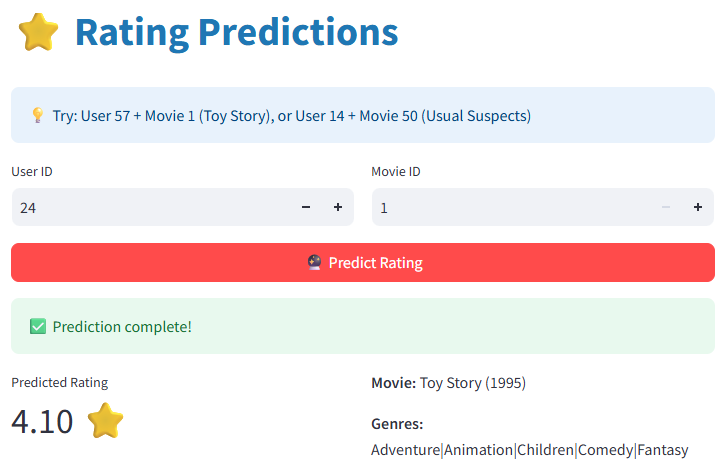 Rating Predictions
Try: User 57 + Movie 1 (Toy Story), or User 14 + Movie 50 (Usual Suspects)
User ID
Movie ID
24
1
Predict Rating
Prediction complete!
Predicted Rating
4.10
Movie: Toy Story (1995)
Genres:
Adventure|Animation|Children|Comedy|Fantasy